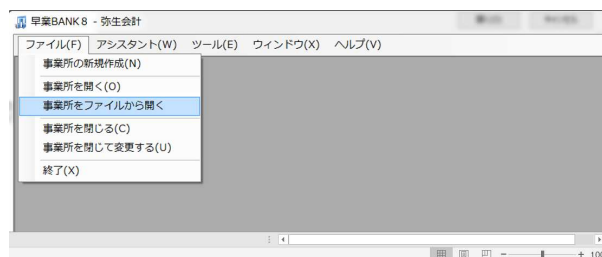 早業BANK8 - 弥生会計
ファイル(F) アシスタント(W) ツール(E) ウィンドウ(X) ヘルプ(V)
事業所の新規作成(N)
事業所を開く(O)
事業所をファイルから開く
事業所を閉じる(C)
事業所を閉じて変更する(U)
終了(X)
100